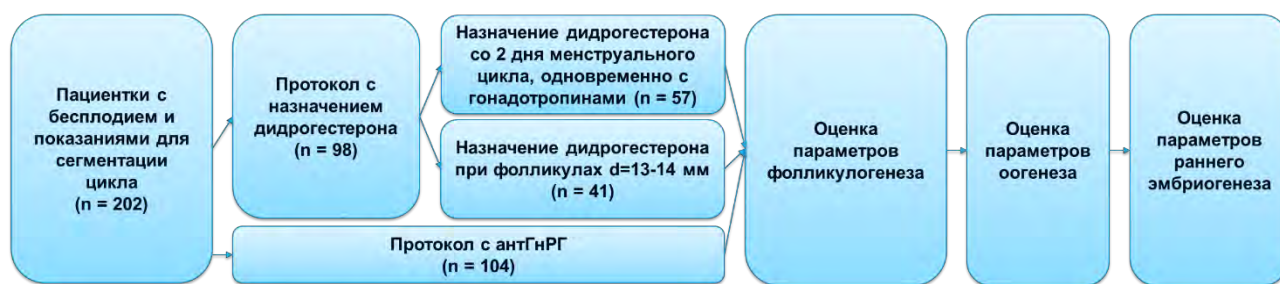 Пациентки с
бесплодием и
показаниями для
сегментации
цикла
(n = 202)
Протокол с
назначением
дидрогестерона
(n = 98)
Назначение дидрогестерона
со 2 дня менструального
цикла, одновременно с
гонадотропинами (n = 57)
Назначение дидрогестерона
при фолликулах d=13-14 мм
(n = 41)
Протокол с антГнРГ
(n = 104)
Оценка
параметров
фолликулогенеза
Оценка
параметров
оогенеза
Оценка
параметров
раннего
эмбриогенеза